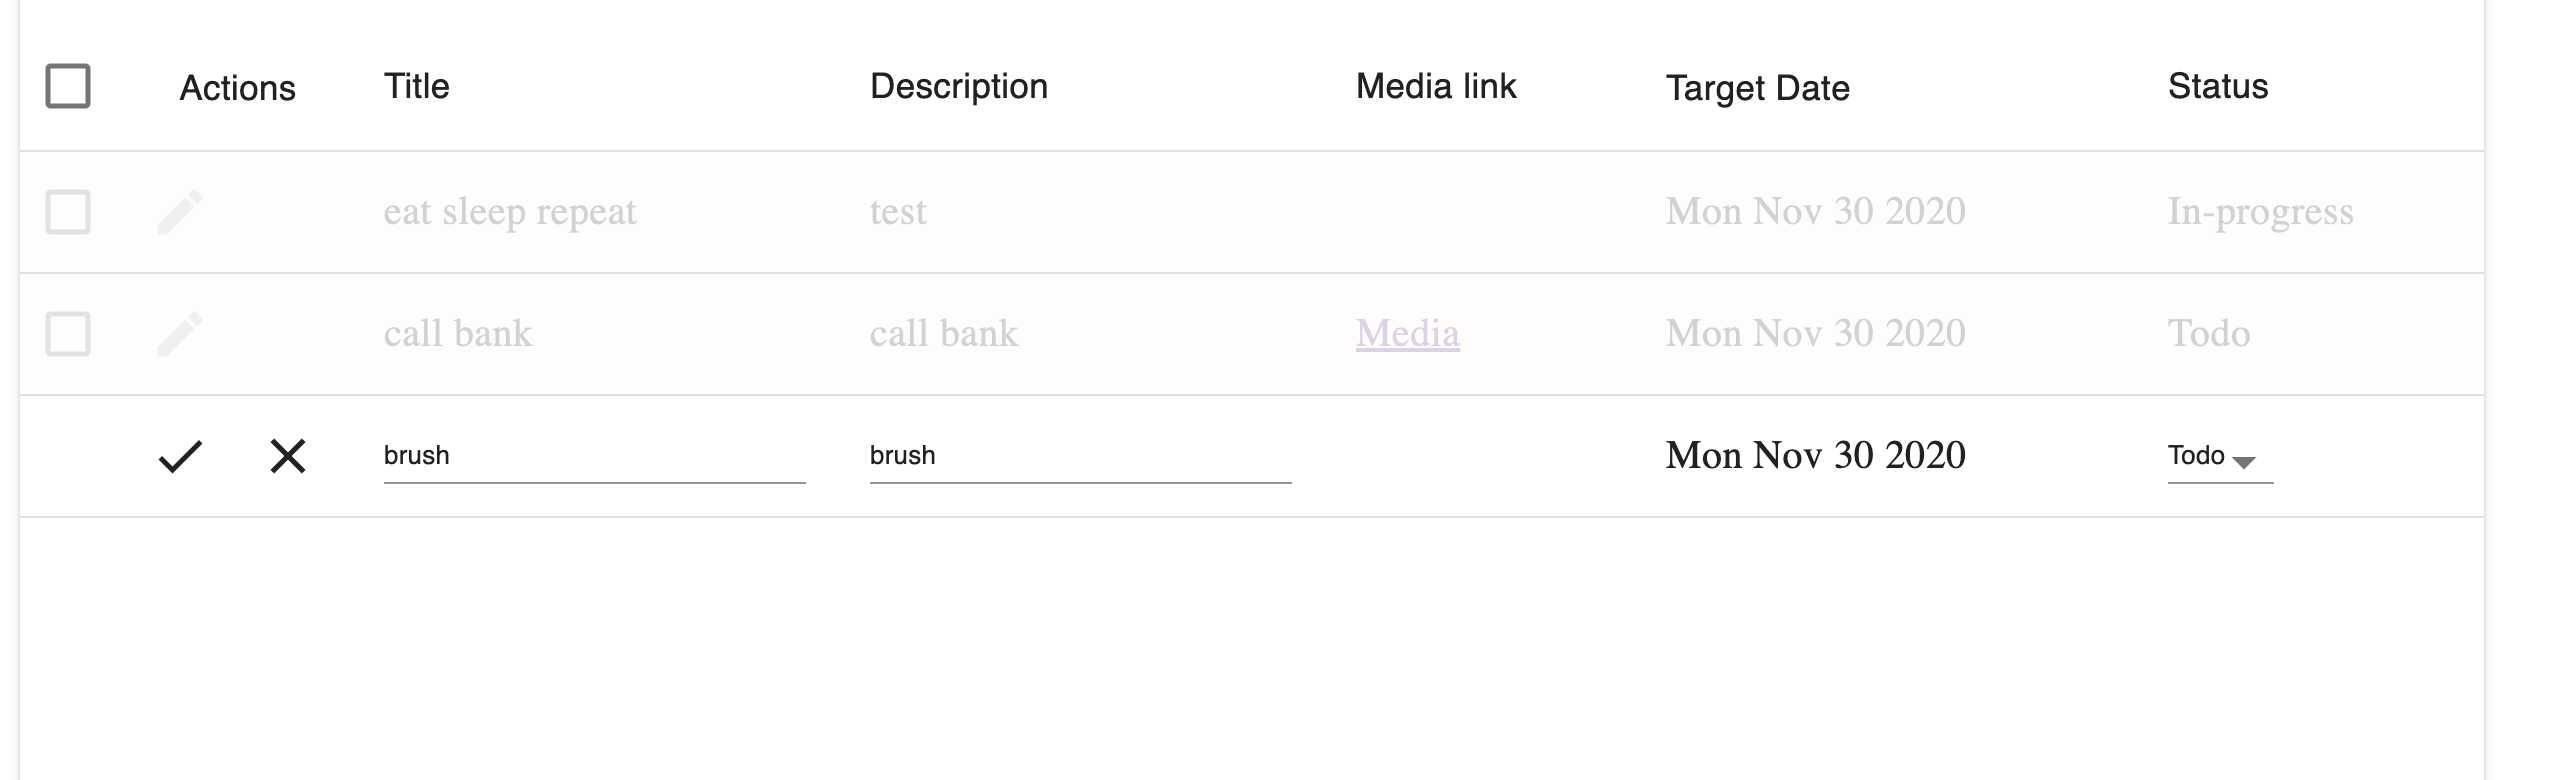 Actions Title Description Media link Target Date Status
eat sleep repeat test Mon Nov 30 2020 In-progress
call bank call bank Media Mon Nov 30 2020 Todo
brush brush Mon Nov 30 2020 Todo